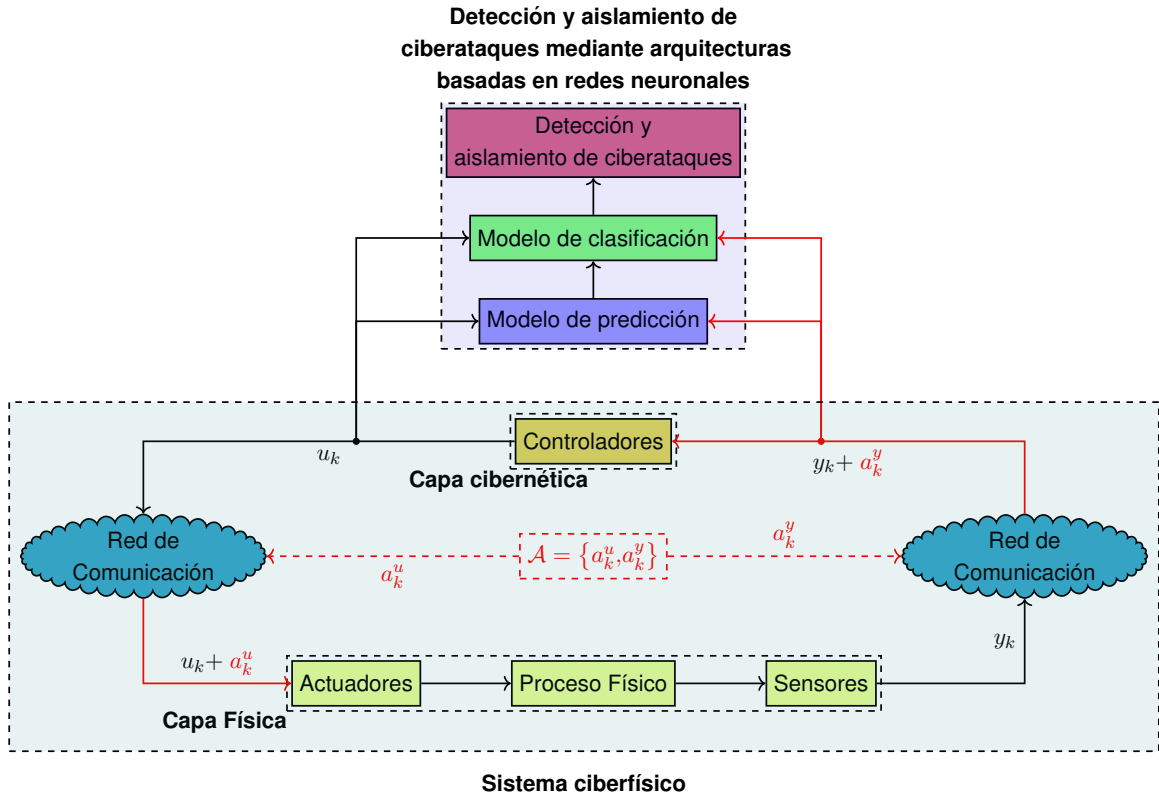 Detección y aislamiento de
ciberataques mediante arquitecturas
basadas en redes neuronales
Detección y
aislamiento de ciberataques
Modelo de clasificación
Modelo de predicción
Controladores
u_k
y_k + a_k^y
Capa cibernética
Red de
Comunicación
a_k^u
𝒜 = {a_k^u, a_k^y}
a_k^y
Red de
Comunicación
u_k + a_k^u
y_k
Actuadores
Proceso Físico
Sensores
Capa Física
Sistema ciberfísico